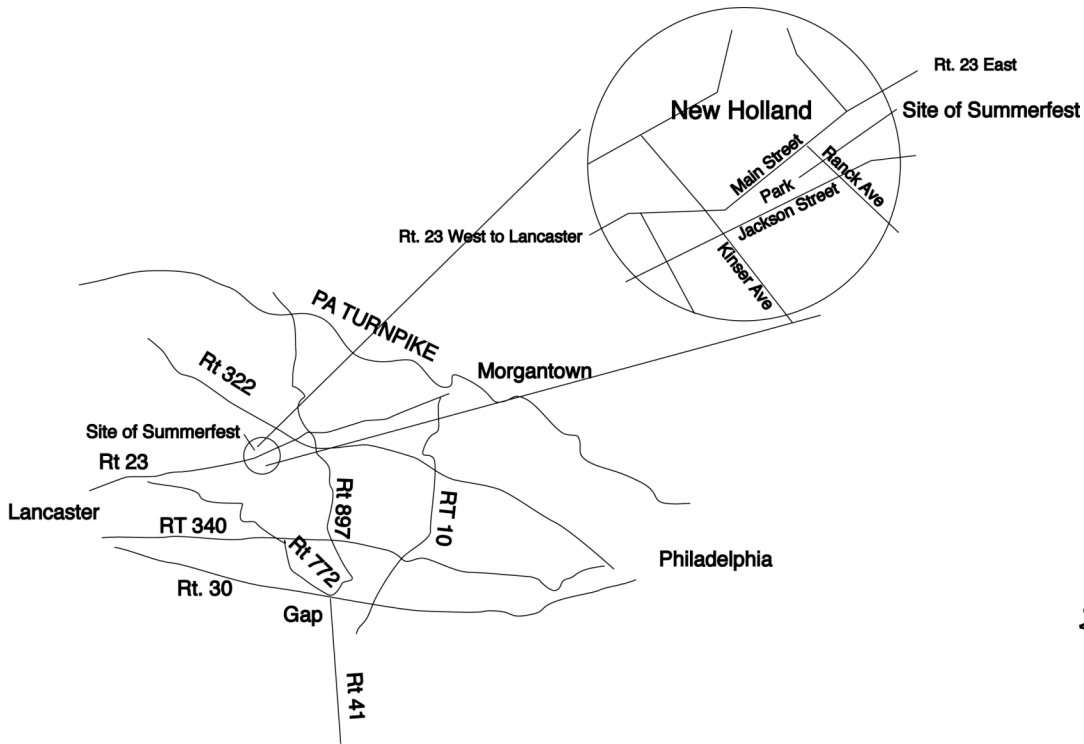 Rt. 23 East
New Holland
Site of Summerfest
Main Street
Ranck Ave
Park
Jackson Street
Rt. 23 West to Lancaster
Kinser Ave
PA TURNPIKE
Rt 322
Morgantown
Site of Summerfest
Rt 23
Rt 897
RT 10
Lancaster
RT 340
Rt 772
Philadelphia
Rt. 30
Gap
Rt 41